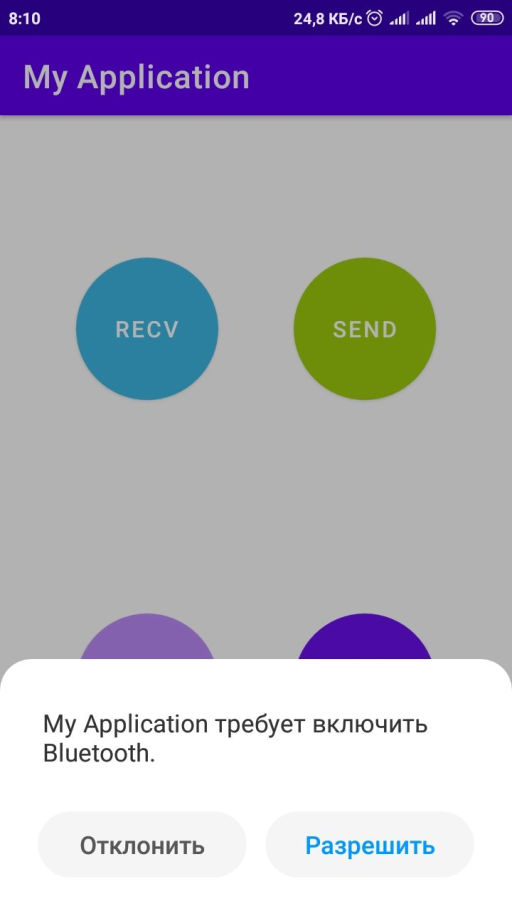 8:10 24,8 КБ/с 90
My Application
RECV SEND
My Application требует включить
Bluetooth.
Отклонить Разрешить